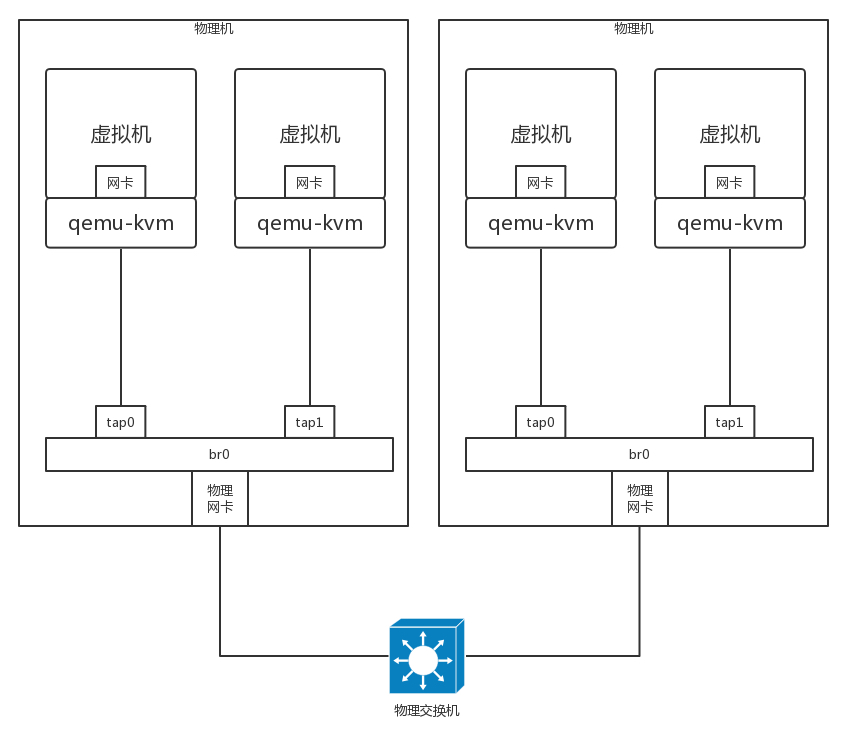 物理机
虚拟机
网卡
qemu-kvm
虚拟机
网卡
qemu-kvm
tap0
tap1
br0
物理
网卡
物理机
虚拟机
网卡
qemu-kvm
虚拟机
网卡
qemu-kvm
tap0
tap1
br0
物理
网卡
物理交换机